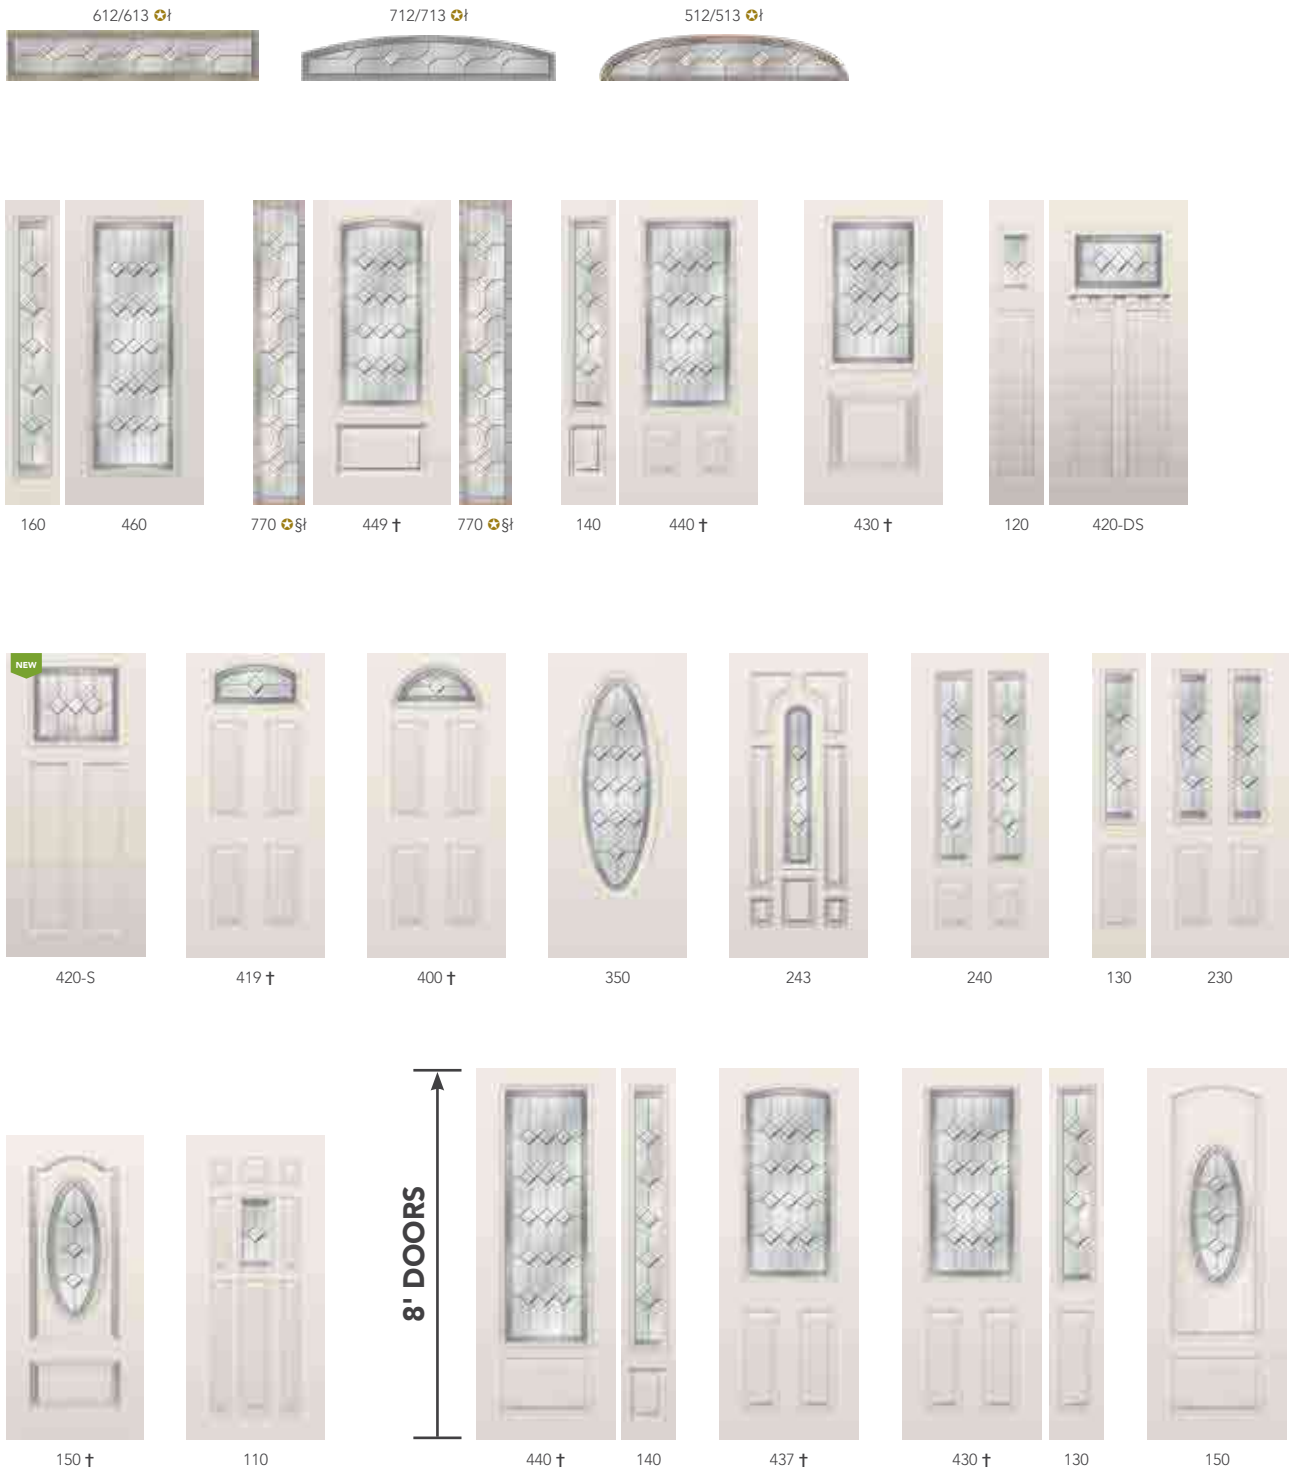 612/613 ✪ł 712/713 ✪ł 512/513 ✪ł
160 460 770 ✪§ł 449 † 770 ✪§ł 140 440 † 430 † 120 420-DS
NEW
420-S 419 † 400 † 350 243 240 130 230
8' DOORS
150 † 110 440 † 140 437 † 430 † 130 150